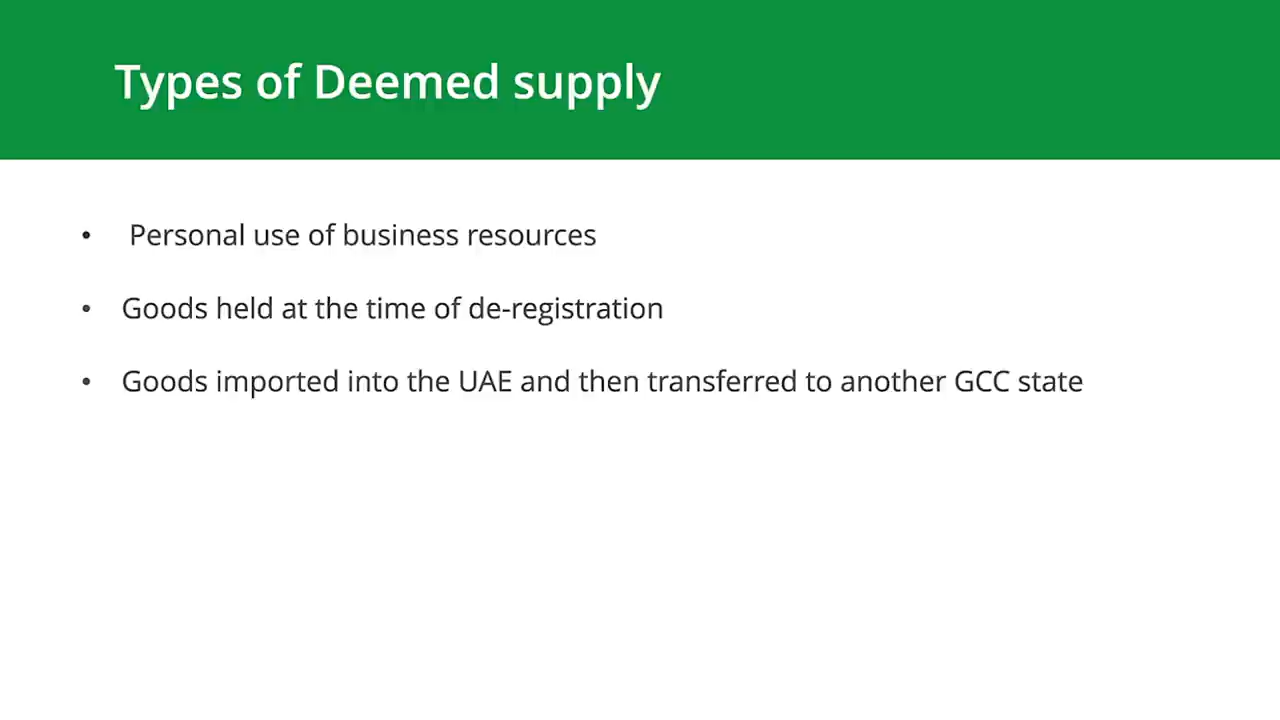 Types of Deemed supply
• Personal use of business resources
• Goods held at the time of de-registration
• Goods imported into the UAE and then transferred to another GCC state